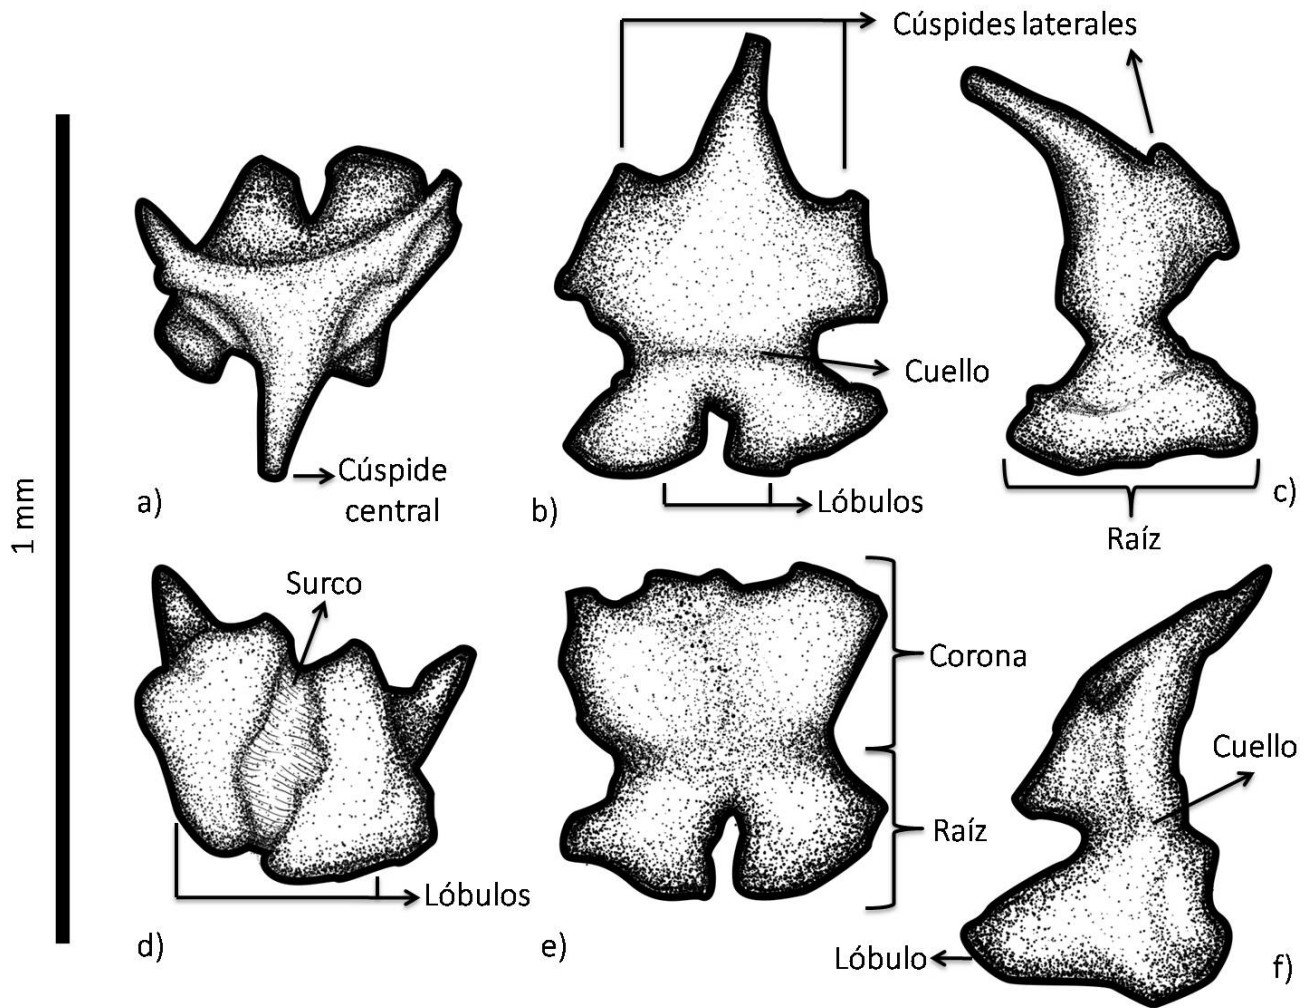 Cúspides laterales
1 mm
Cuello
Cúspide
central
a)
b)
Lóbulos
c)
Raíz
Surco
Corona
Cuello
Raíz
Lóbulos
d)
e)
Lóbulo
f)